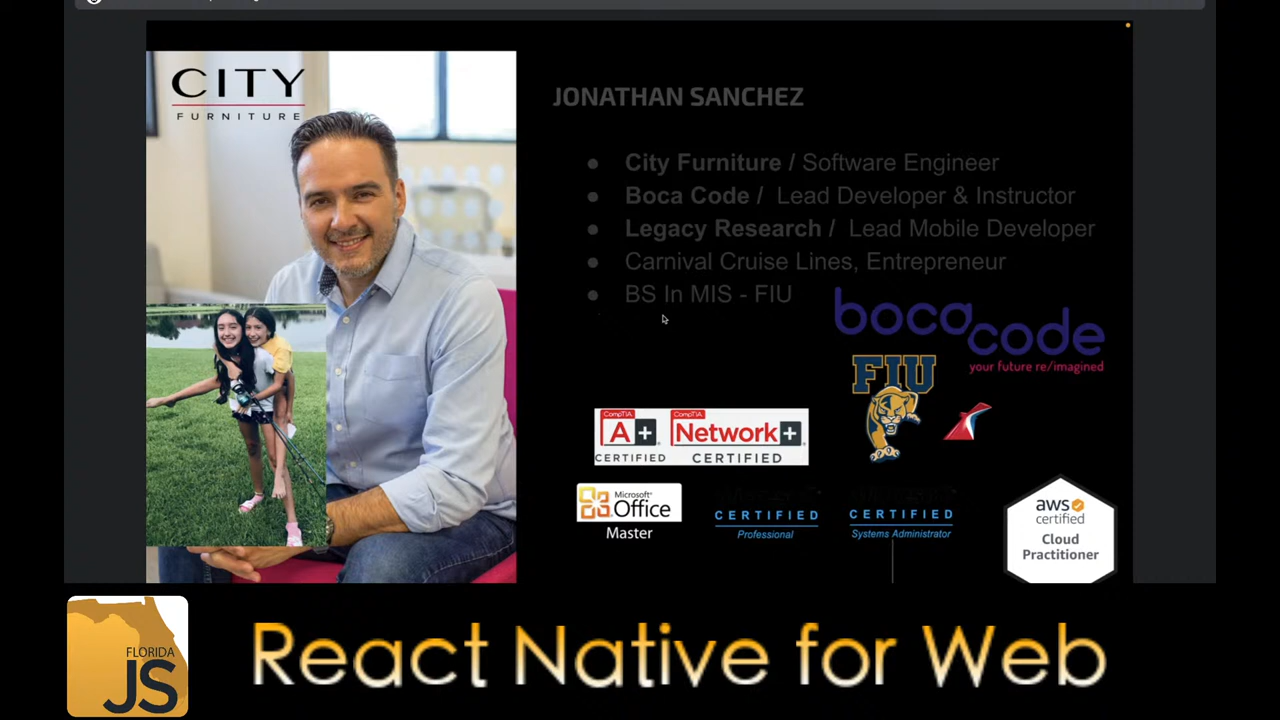 CITY
FURNITURE
JONATHAN SANCHEZ
● City Furniture / Software Engineer
● Boca Code / Lead Developer & Instructor
● Legacy Research / Lead Mobile Developer
● Carnival Cruise Lines, Entrepreneur
● BS In MIS - FIU
boca code
your future re/imagined
FIU
CompTIA CompTIA
A+ Network+
CERTIFIED CERTIFIED
Microsoft®
Office
Master
CERTIFIED
Professional
CERTIFIED
Systems Administrator
aws
certified
Cloud
Practitioner
FLORIDA
JS
React Native for Web